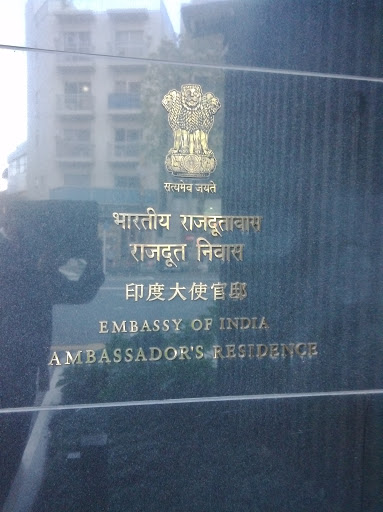 सत्यमेव जयते
भारतीय राजदूतावास
राजदूत निवास
印度大使官邸
EMBASSY OF INDIA
AMBASSADOR'S RESIDENCE